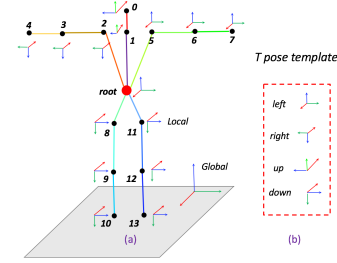 0
4 3 2 1 5 6 7
T pose template
root
left
8 11 Local
right
Global
up
9 12
down
10 (a) 13 (b)